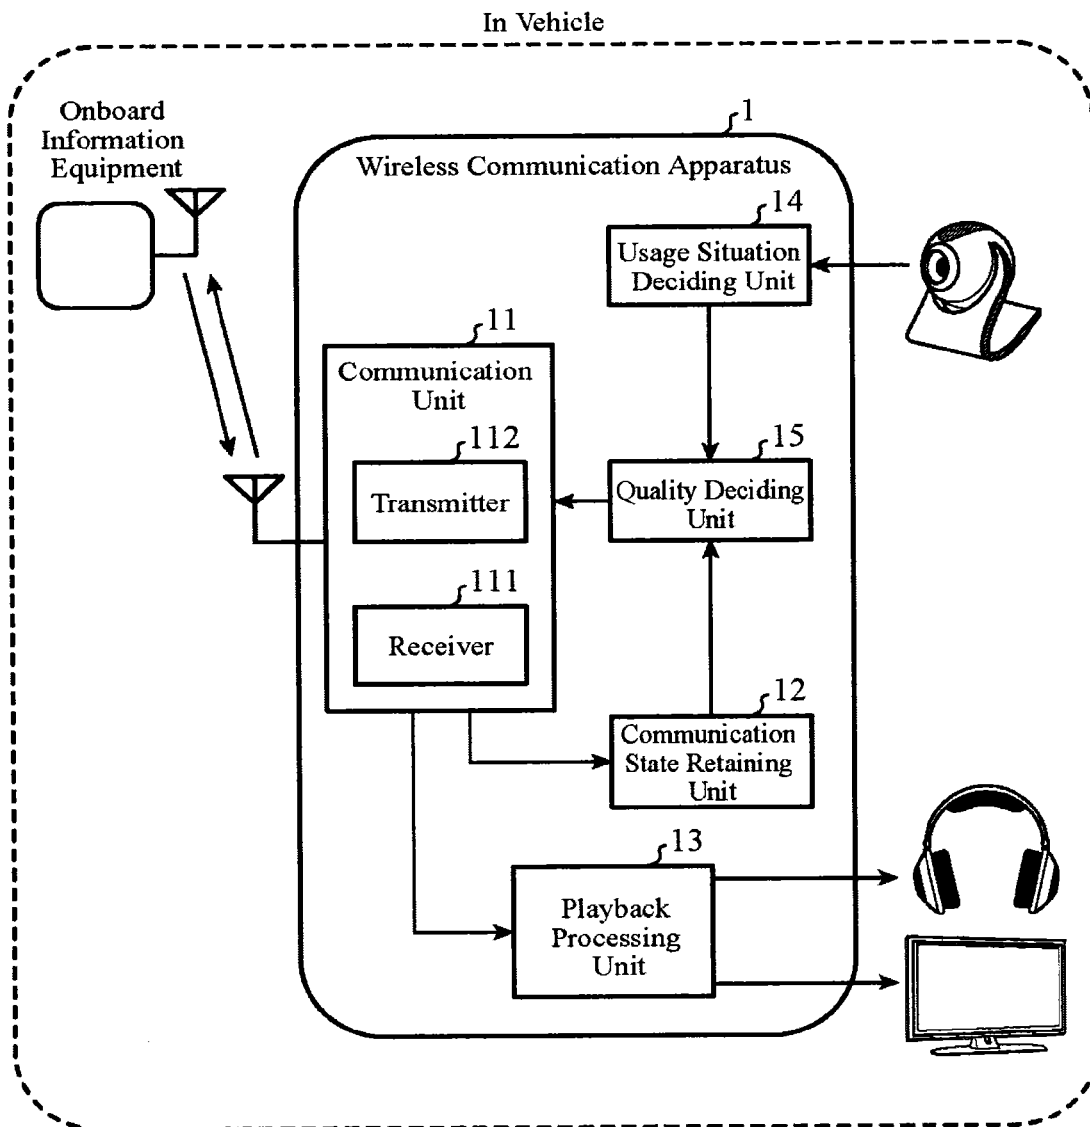 In Vehicle
Onboard
Information
Equipment
1
Wireless Communication Apparatus
14
Usage Situation
Deciding Unit
11
Communication
Unit
112
Transmitter
15
Quality Deciding
Unit
111
Receiver
12
Communication
State Retaining
Unit
13
Playback
Processing
Unit